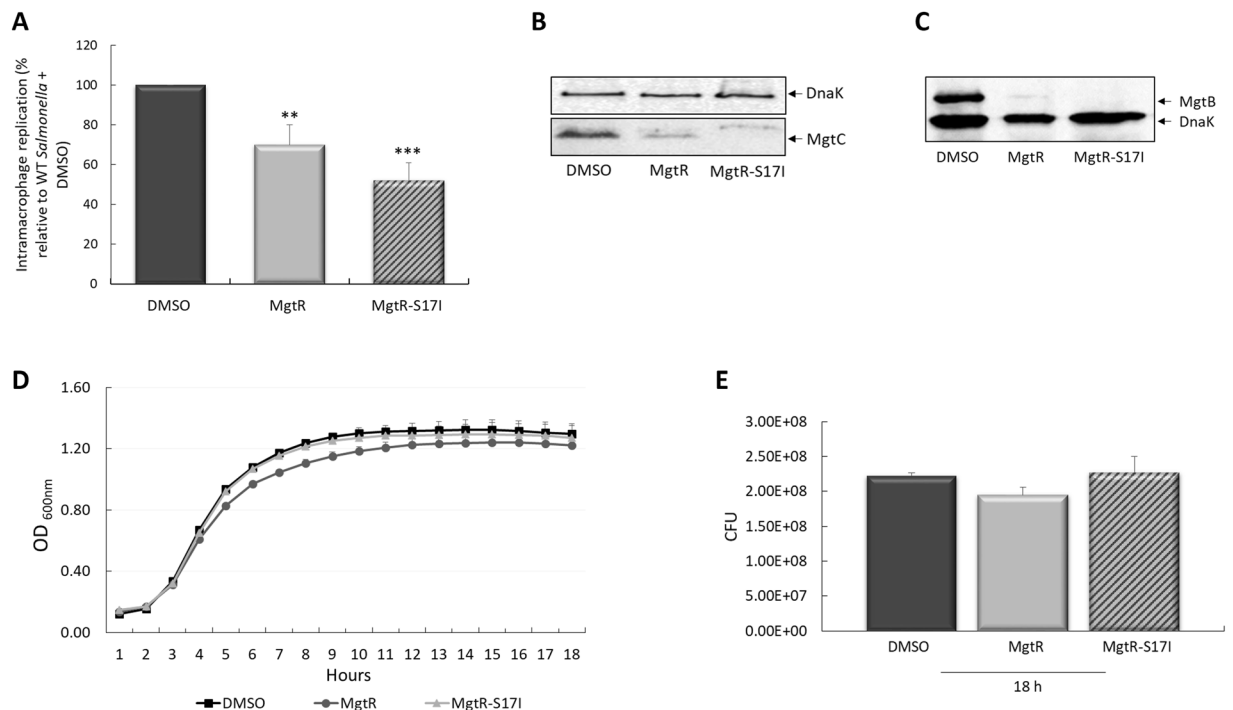 A
Intramacrophage replication (%
relative to WT Salmonella +
DMSO)
120
100
80
60
40
20
0
**
***
DMSO
MgtR
MgtR-S17I
B
DnaK
MgtC
DMSO
MgtR
MgtR-S17I
C
MgtB
DnaK
DMSO
MgtR
MgtR-S17I
D
OD 600nm
1.60
1.20
0.80
0.40
0.00
1 2 3 4 5 6 7 8 9 10 11 12 13 14 15 16 17 18
Hours
DMSO
MgtR
MgtR-S17I
E
CFU
3.00E+08
2.50E+08
2.00E+08
1.50E+08
1.00E+08
5.00E+07
0.00E+00
DMSO
MgtR
MgtR-S17I
18 h